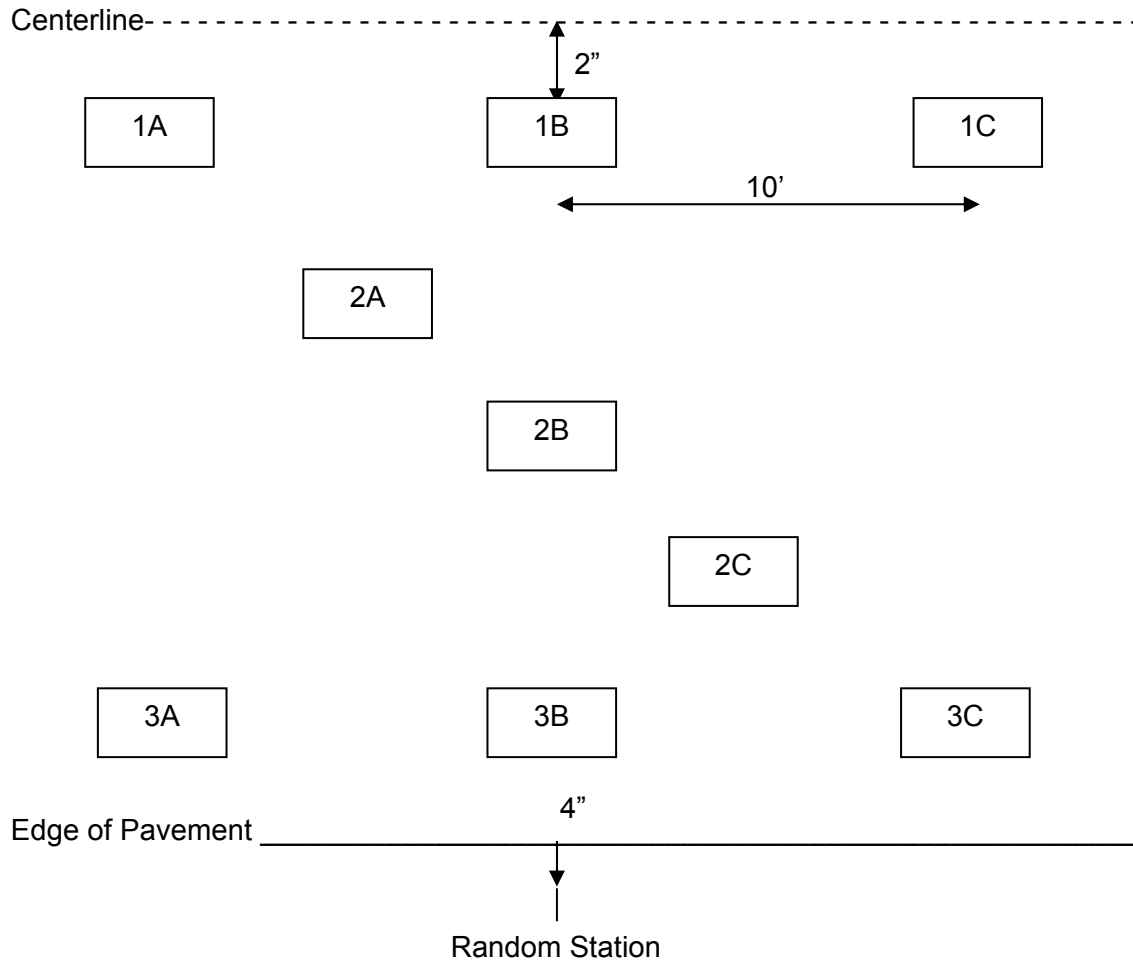 Centerline
2”
1A 1B 1C
10’
2A
2B
2C
3A 3B 3C
4”
Edge of Pavement
Random Station